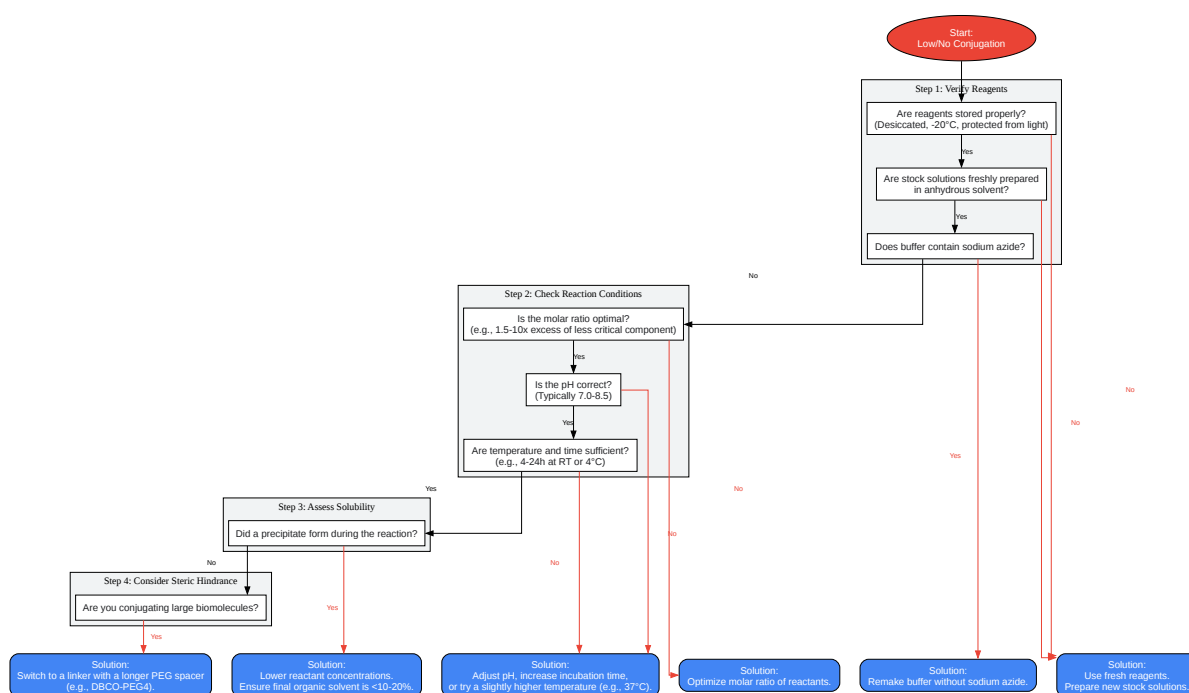 Start:
Low/No Conjugation
Step 1: Verify Reagents
Are reagents stored properly?
(Desiccated, -20°C, protected from light)
Yes
Are stock solutions freshly prepared
in anhydrous solvent?
Yes
Does buffer contain sodium azide?
No
Step 2: Check Reaction Conditions
Is the molar ratio optimal?
(e.g., 1.5-10x excess of less critical component)
Yes
Is the pH correct?
(Typically 7.0-8.5)
No
Yes
No
Are temperature and time sufficient?
(e.g., 4-24h at RT or 4°C)
Yes
Yes
No
Step 3: Assess Solubility
Did a precipitate form during the reaction?
No
No
No
Step 4: Consider Steric Hindrance
Are you conjugating large biomolecules?
Yes
Yes
Solution:
Switch to a linker with a longer PEG spacer
(e.g., DBCO-PEG4).
Solution:
Lower reactant concentrations.
Ensure final organic solvent is <10-20%.
Solution:
Adjust pH, increase incubation time,
or try a slightly higher temperature (e.g., 37°C).
Solution:
Optimize molar ratio of reactants.
Solution:
Remake buffer without sodium azide.
Solution:
Use fresh reagents.
Prepare new stock solutions.